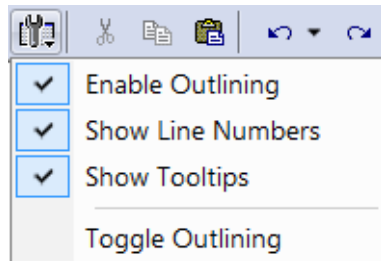 Enable Outlining
Show Line Numbers
Show Tooltips
Toggle Outlining